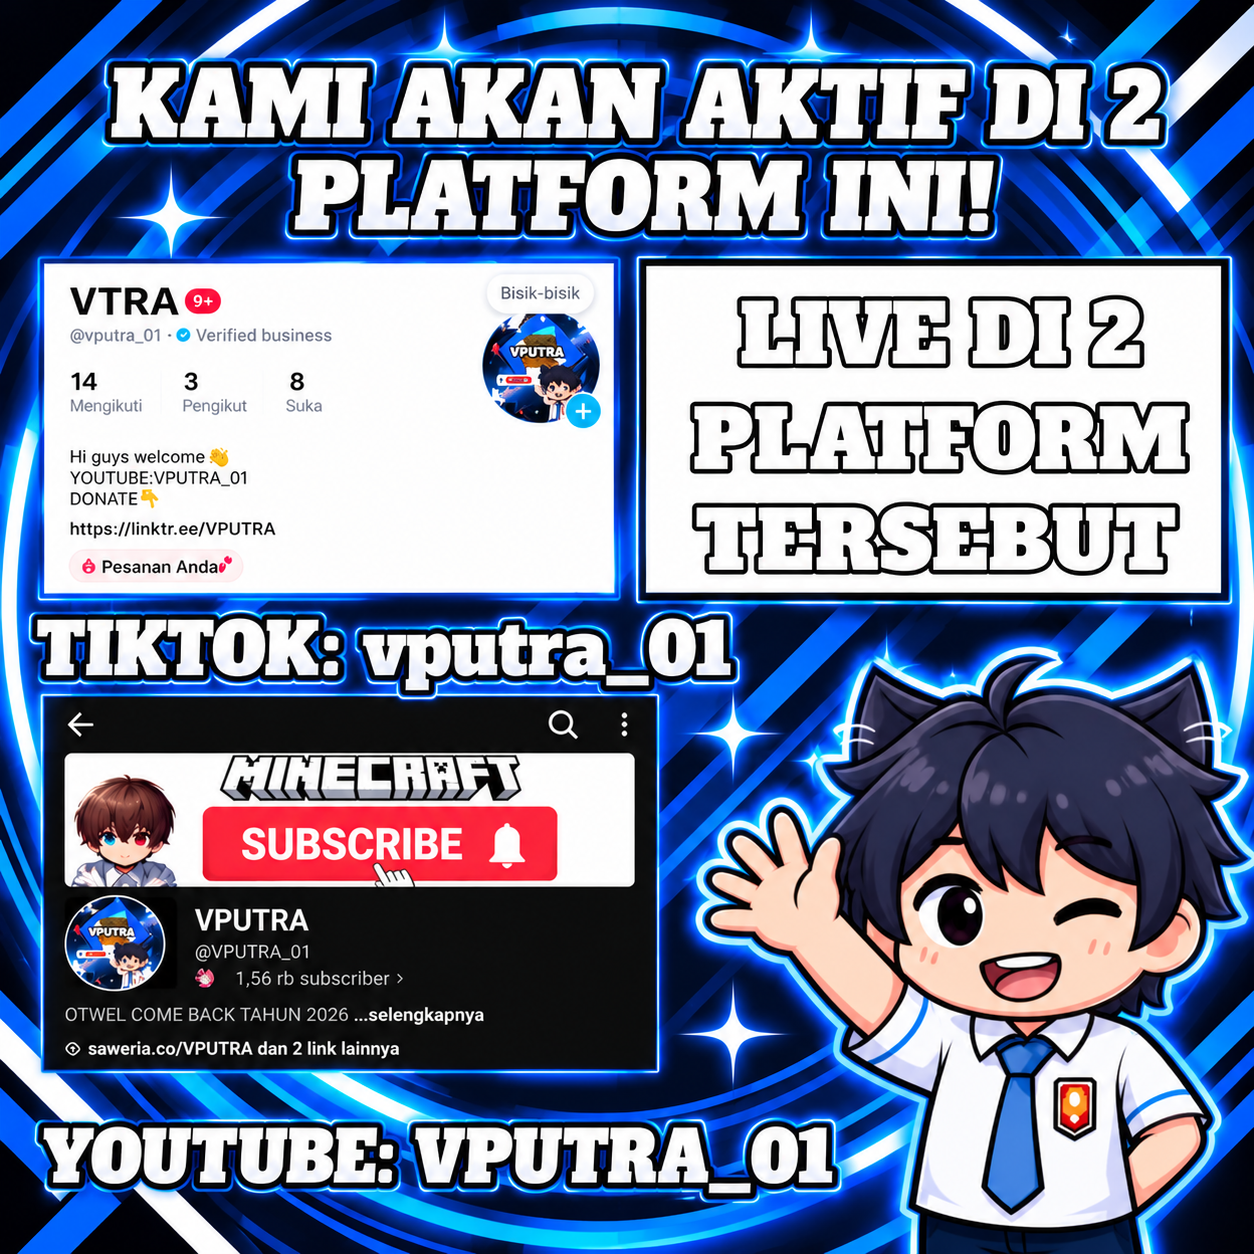 KAMI AKAN AKTIF DI 2
PLATFORM INI!
VTRA 9+
Bisik-bisik
@vputra_01 · Verified business
14 3 8
Mengikuti Pengikut Suka
VPUTRA
Hi guys welcome 👋
YOUTUBE:VPUTRA_01
DONATE👇
https://linktr.ee/VPUTRA
Pesanan Anda💕
LIVE DI 2
PLATFORM
TERSEBUT
TIKTOK: vputra_01
MINECRAFT
SUBSCRIBE
VPUTRA
VPUTRA
@VPUTRA_01
1,56 rb subscriber >
OTWEL COME BACK TAHUN 2026 ...selengkapnya
saweria.co/VPUTRA dan 2 link lainnya
YOUTUBE: VPUTRA_01